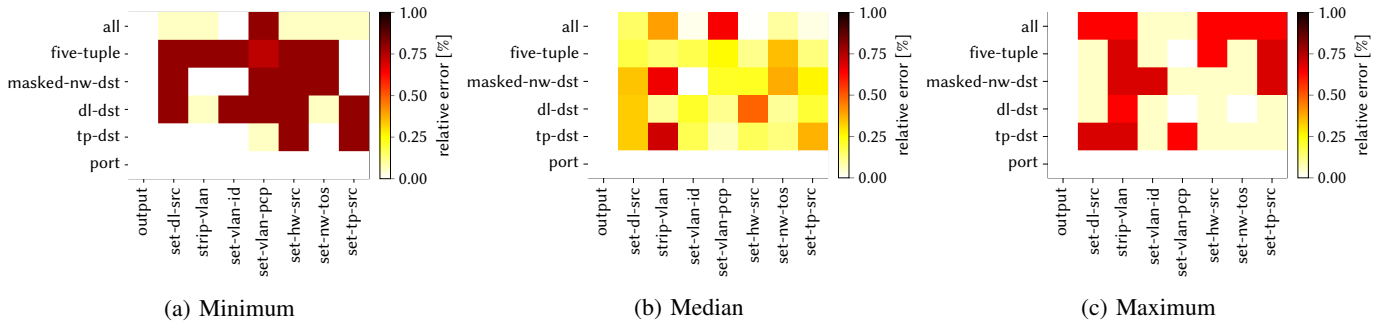 all
five-tuple
masked-nw-dst
dl-dst
tp-dst
port
output
set-dl-src
strip-vlan
set-vlan-id
set-vlan-pcp
set-hw-src
set-nw-tos
set-tp-src
1.00
0.75
0.50
0.25
0.00
relative error [%]
(a) Minimum
all
five-tuple
masked-nw-dst
dl-dst
tp-dst
port
output
set-dl-src
strip-vlan
set-vlan-id
set-vlan-pcp
set-hw-src
set-nw-tos
set-tp-src
1.00
0.75
0.50
0.25
0.00
relative error [%]
(b) Median
all
five-tuple
masked-nw-dst
dl-dst
tp-dst
port
output
set-dl-src
strip-vlan
set-vlan-id
set-vlan-pcp
set-hw-src
set-nw-tos
set-tp-src
1.00
0.75
0.50
0.25
0.00
relative error [%]
(c) Maximum